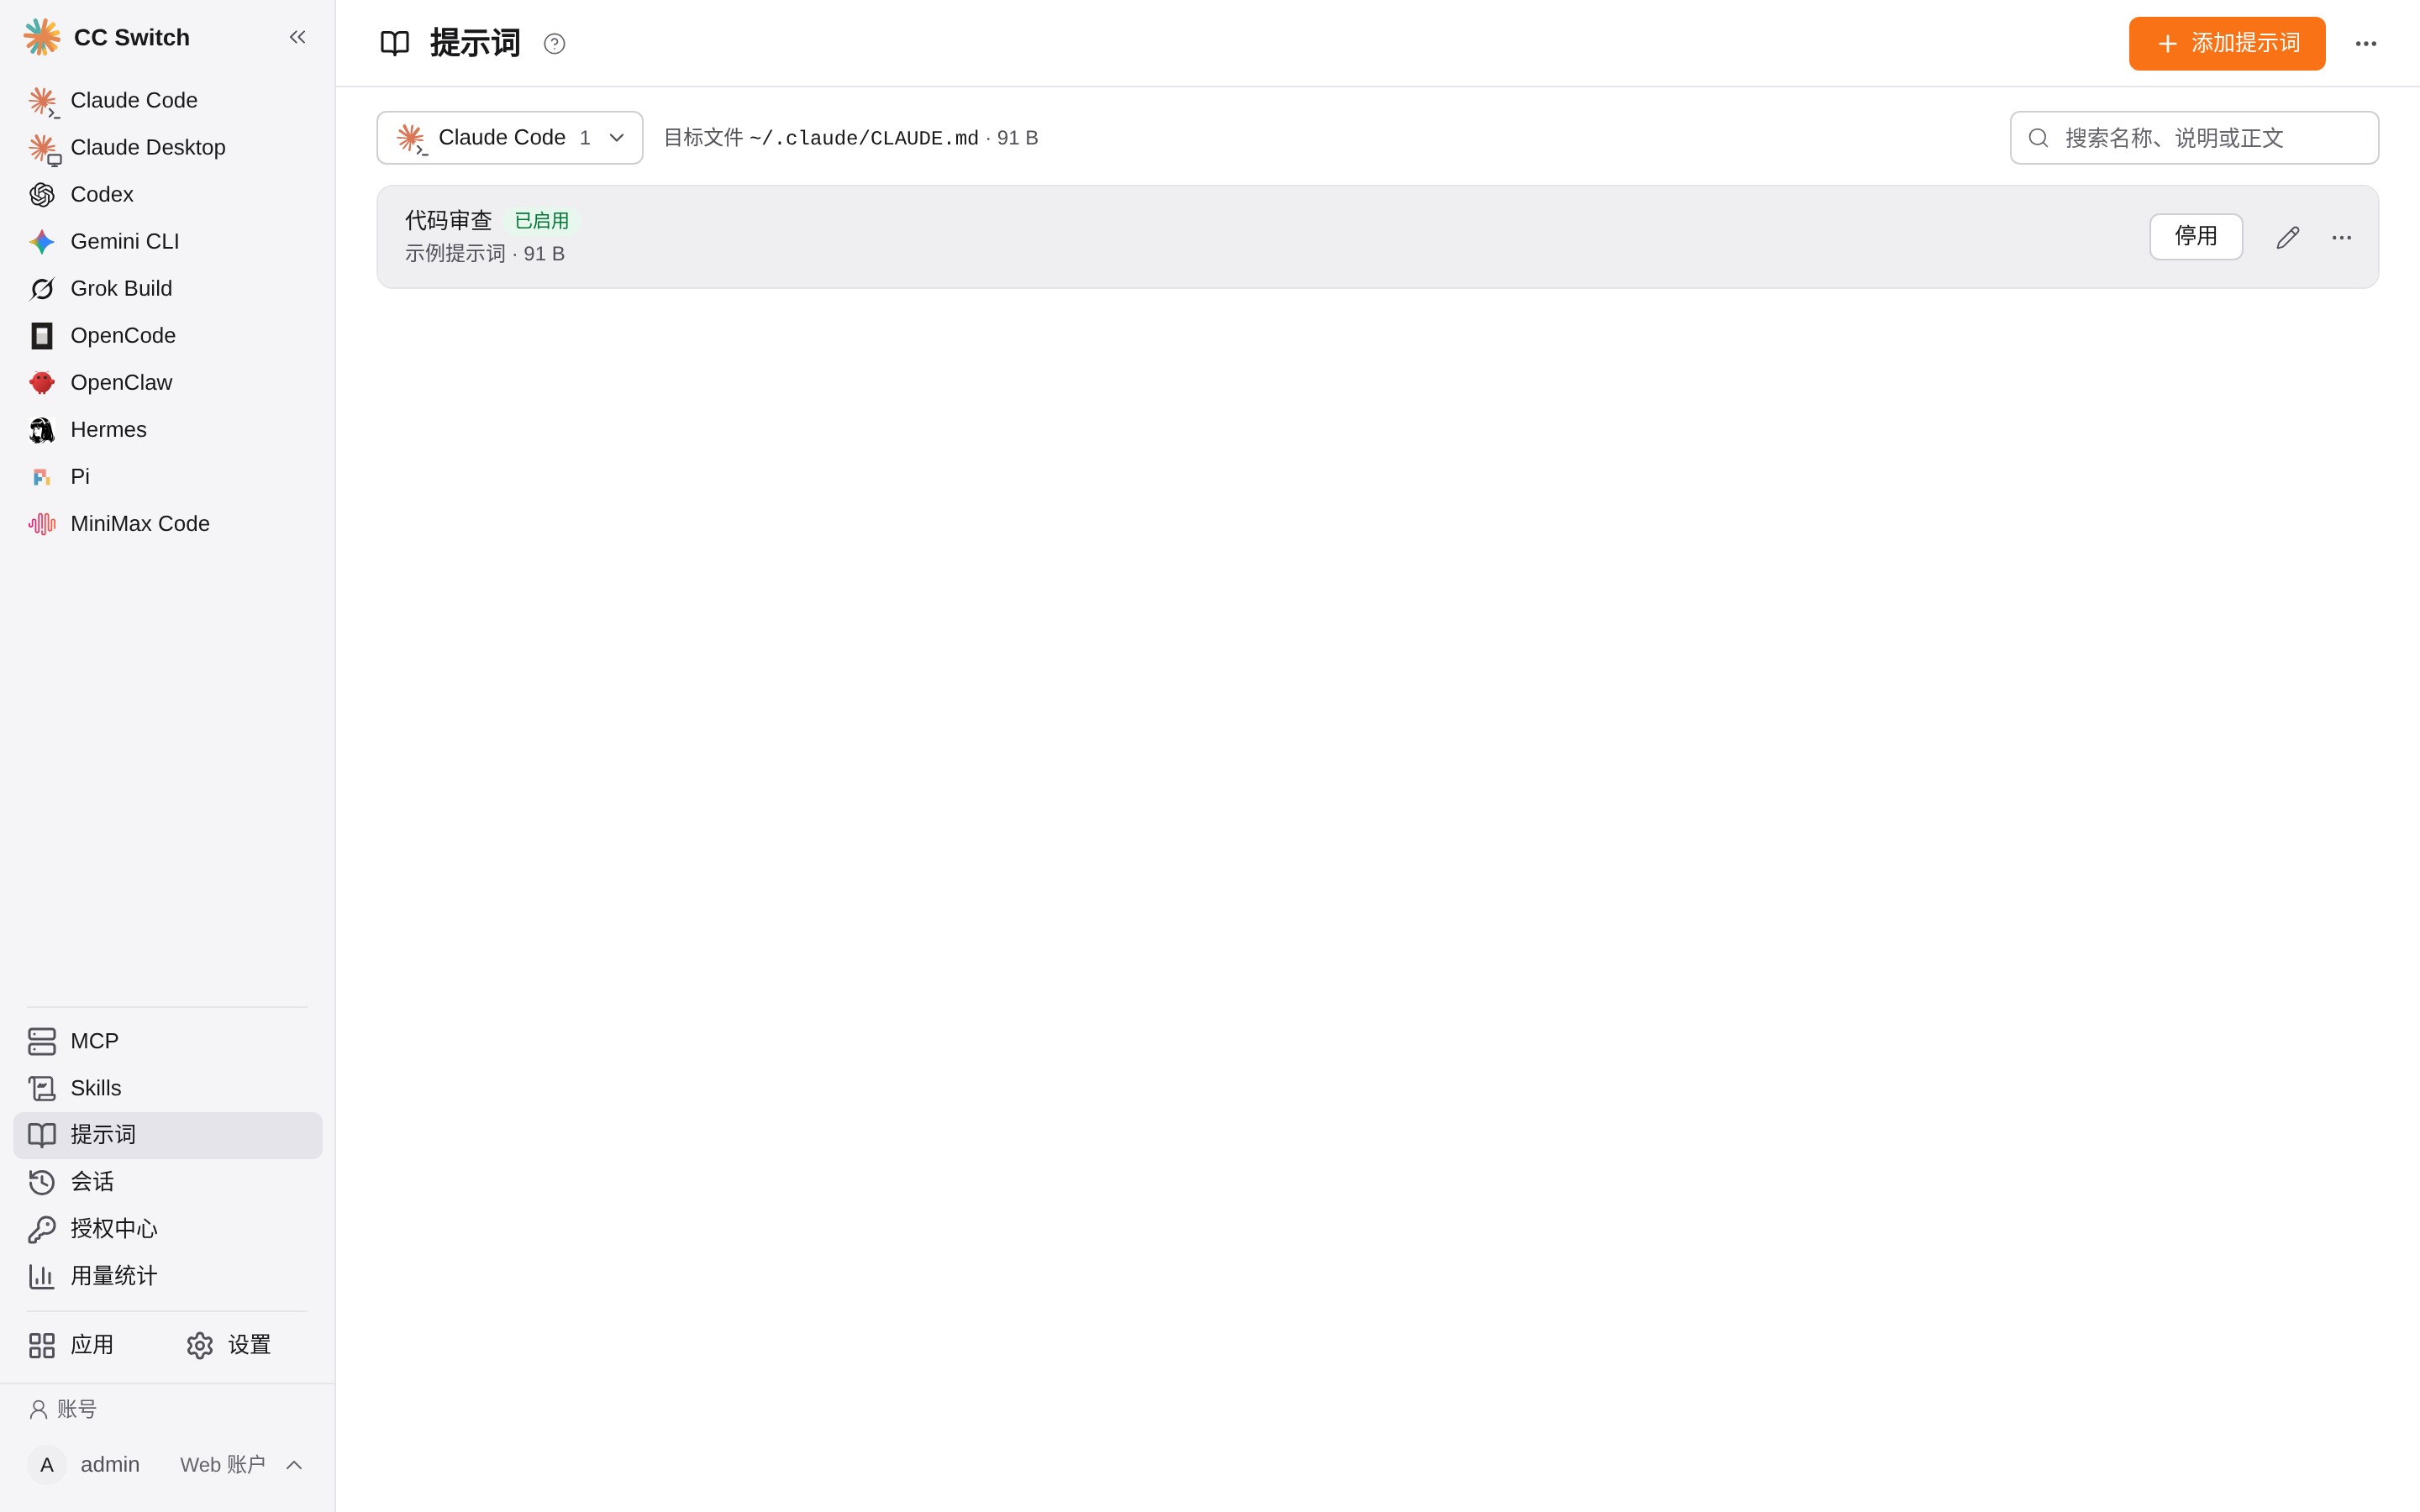 CC Switch
Claude Code
Claude Desktop
Codex
Gemini CLI
Grok Build
OpenCode
OpenClaw
Hermes
Pi
MiniMax Code
MCP
Skills
提示词
会话
授权中心
用量统计
应用 设置
账号
A admin Web 账户
提示词
添加提示词
Claude Code 1 目标文件 ~/.claude/CLAUDE.md · 91 B
搜索名称、说明或正文
代码审查 已启用
示例提示词 · 91 B
停用